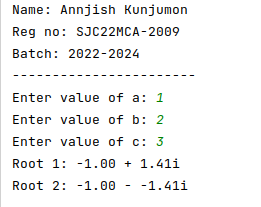 Name: Annjish Kunjumon
Reg no: SJC22MCA-2009
Batch: 2022-2024
-----------------------
Enter value of a: 1
Enter value of b: 2
Enter value of c: 3
Root 1: -1.00 + 1.41i
Root 2: -1.00 - -1.41i